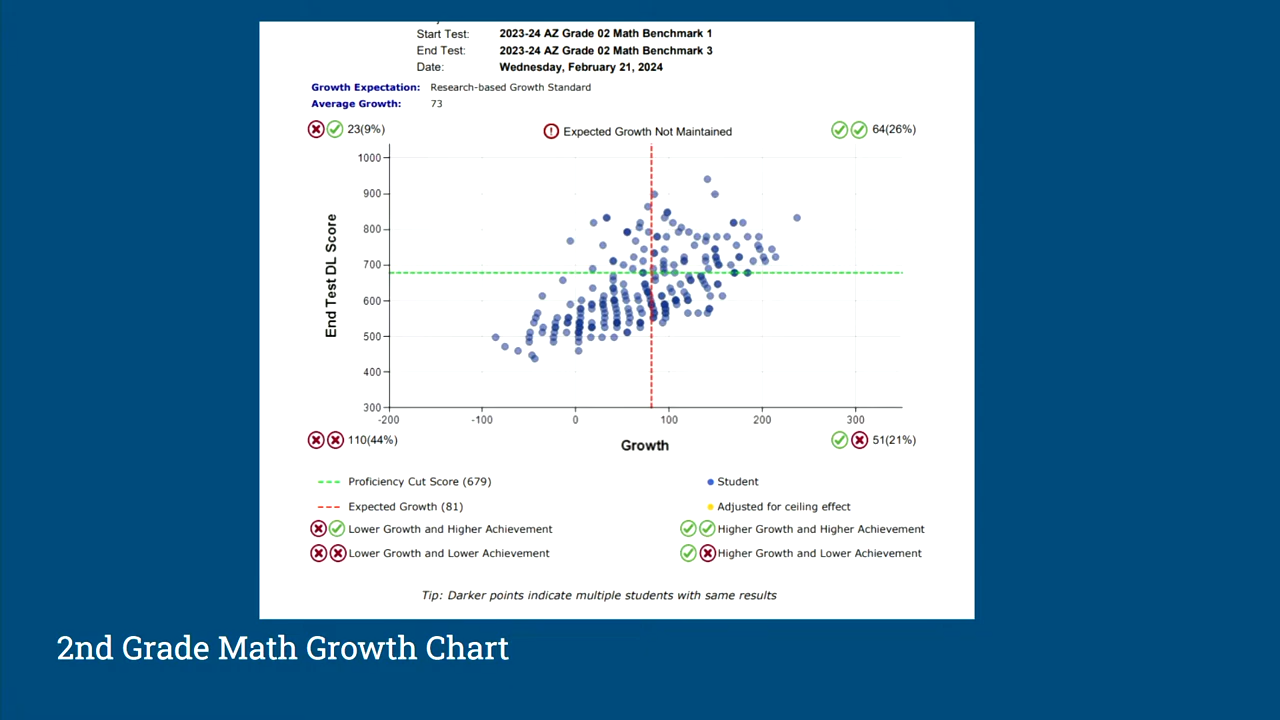 Start Test: 2023-24 AZ Grade 02 Math Benchmark 1
End Test: 2023-24 AZ Grade 02 Math Benchmark 3
Date: Wednesday, February 21, 2024
Growth Expectation: Research-based Growth Standard
Average Growth: 73
23(9%)
Expected Growth Not Maintained
64(26%)
End Test DL Score
1000
900
800
700
600
500
400
300
-200 -100 0 100 200 300
110(44%)
Growth
51(21%)
Proficiency Cut Score (679)
Student
Expected Growth (81)
Adjusted for ceiling effect
Lower Growth and Higher Achievement
Higher Growth and Higher Achievement
Lower Growth and Lower Achievement
Higher Growth and Lower Achievement
Tip: Darker points indicate multiple students with same results
2nd Grade Math Growth Chart